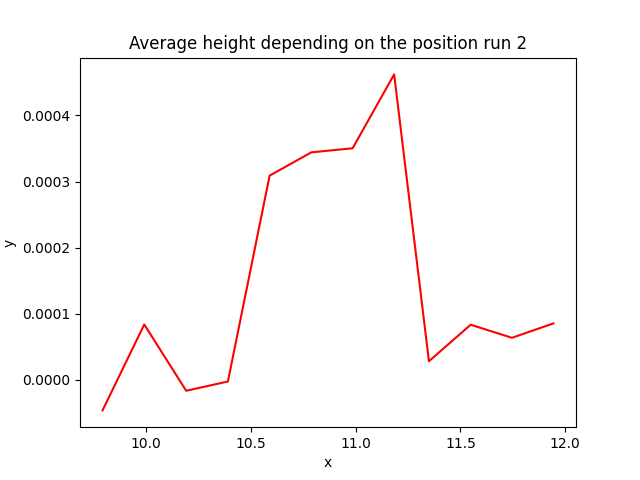 Average height depending on the position run 2
y
0.0004
0.0003
0.0002
0.0001
0.0000
10.0 10.5 11.0 11.5 12.0
x